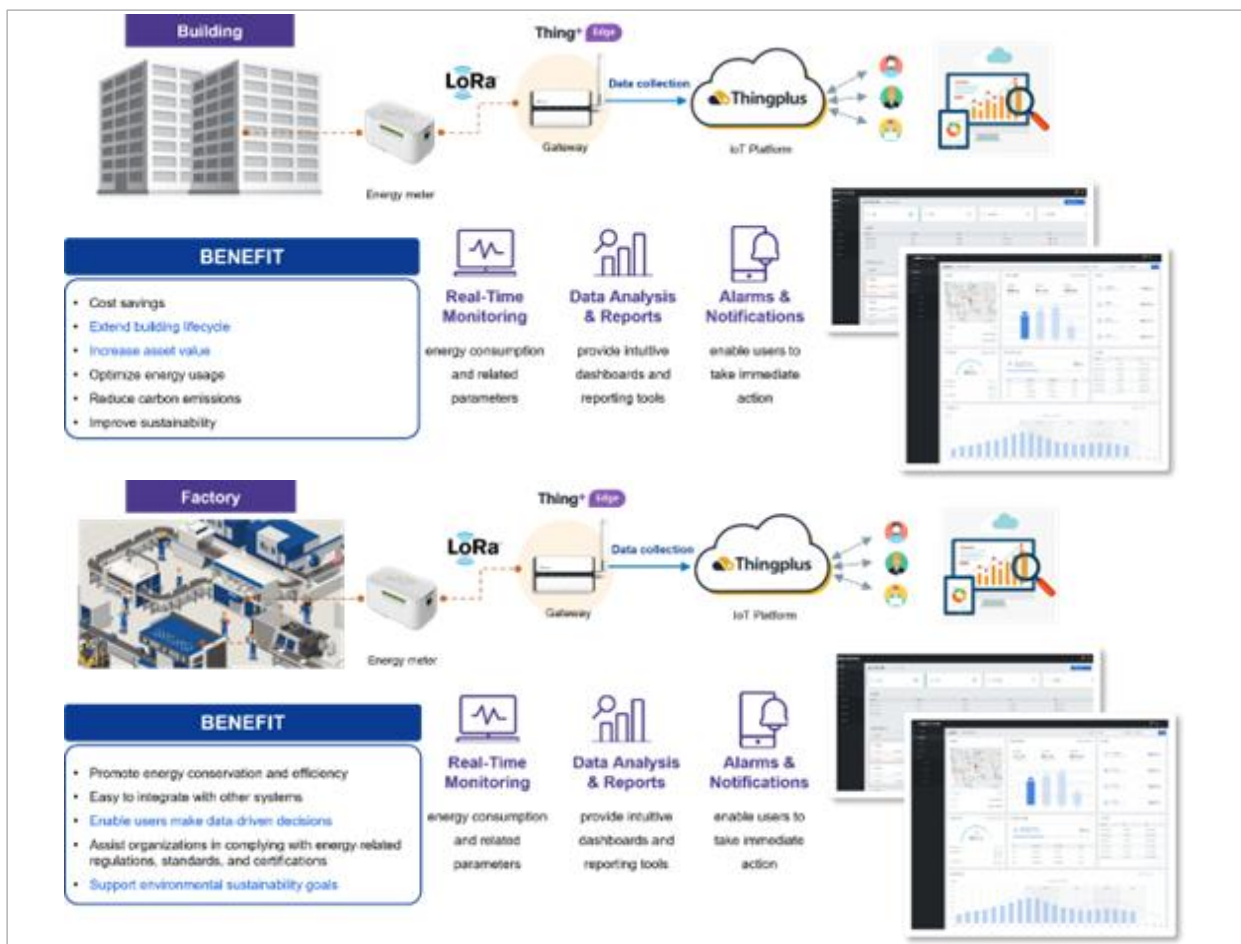 Building
Thing+ Edge
LoRa
Data collection
Thingplus
Gateway
IoT Platform
Energy meter
BENEFIT
• Cost savings
• Extend building lifecycle
• Increase asset value
• Optimize energy usage
• Reduce carbon emissions
• Improve sustainability
Real-Time
Monitoring
energy consumption
and related
parameters
Data Analysis
& Reports
provide intuitive
dashboards and
reporting tools
Alarms &
Notifications
enable users to
take immediate
action
Factory
Thing+ Edge
LoRa
Data collection
Thingplus
Gateway
IoT Platform
Energy meter
BENEFIT
• Promote energy conservation and efficiency
• Easy to integrate with other systems
• Enable users make data-driven decisions
• Assist organizations in complying with energy-related
regulations, standards, and certifications
• Support environmental sustainability goals
Real-Time
Monitoring
energy consumption
and related
parameters
Data Analysis
& Reports
provide intuitive
dashboards and
reporting tools
Alarms &
Notifications
enable users to
take immediate
action